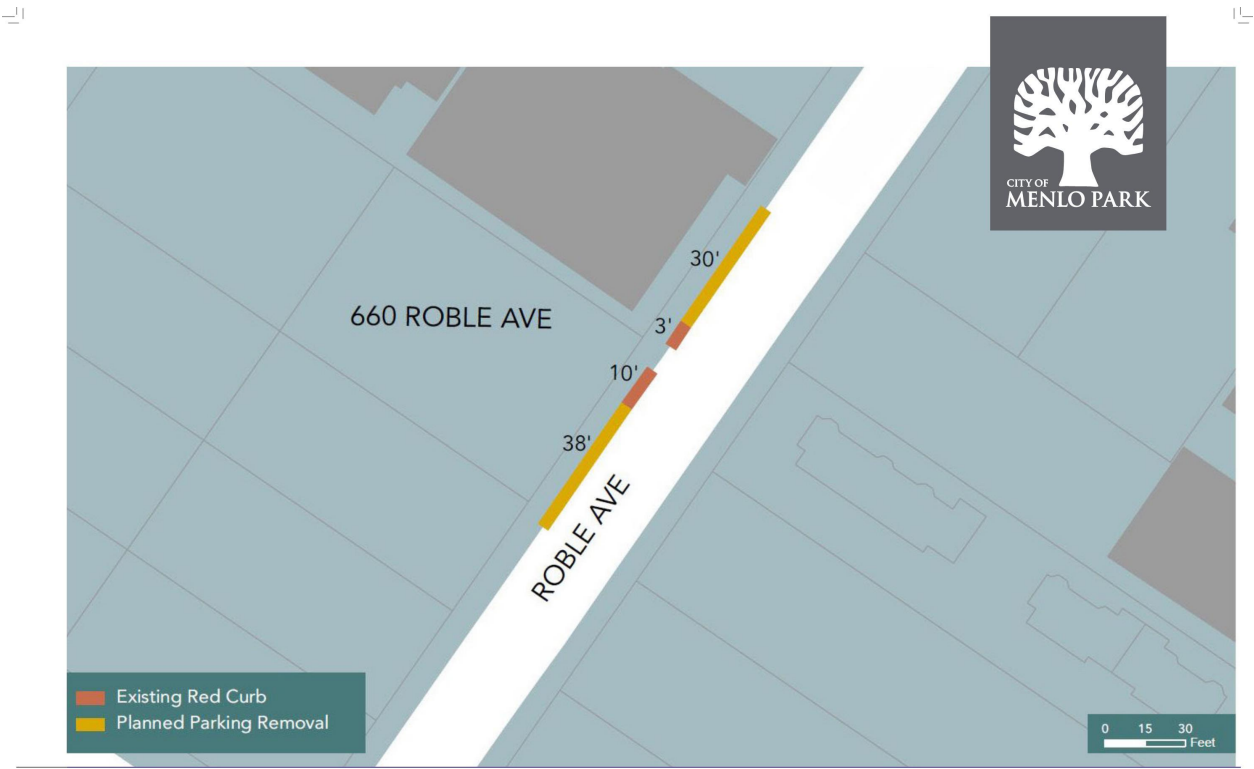 CITY OF
MENLO PARK
30'
660 ROBLE AVE
3'
10'
38'
ROBLE AVE
Existing Red Curb
Planned Parking Removal
0 15 30
Feet